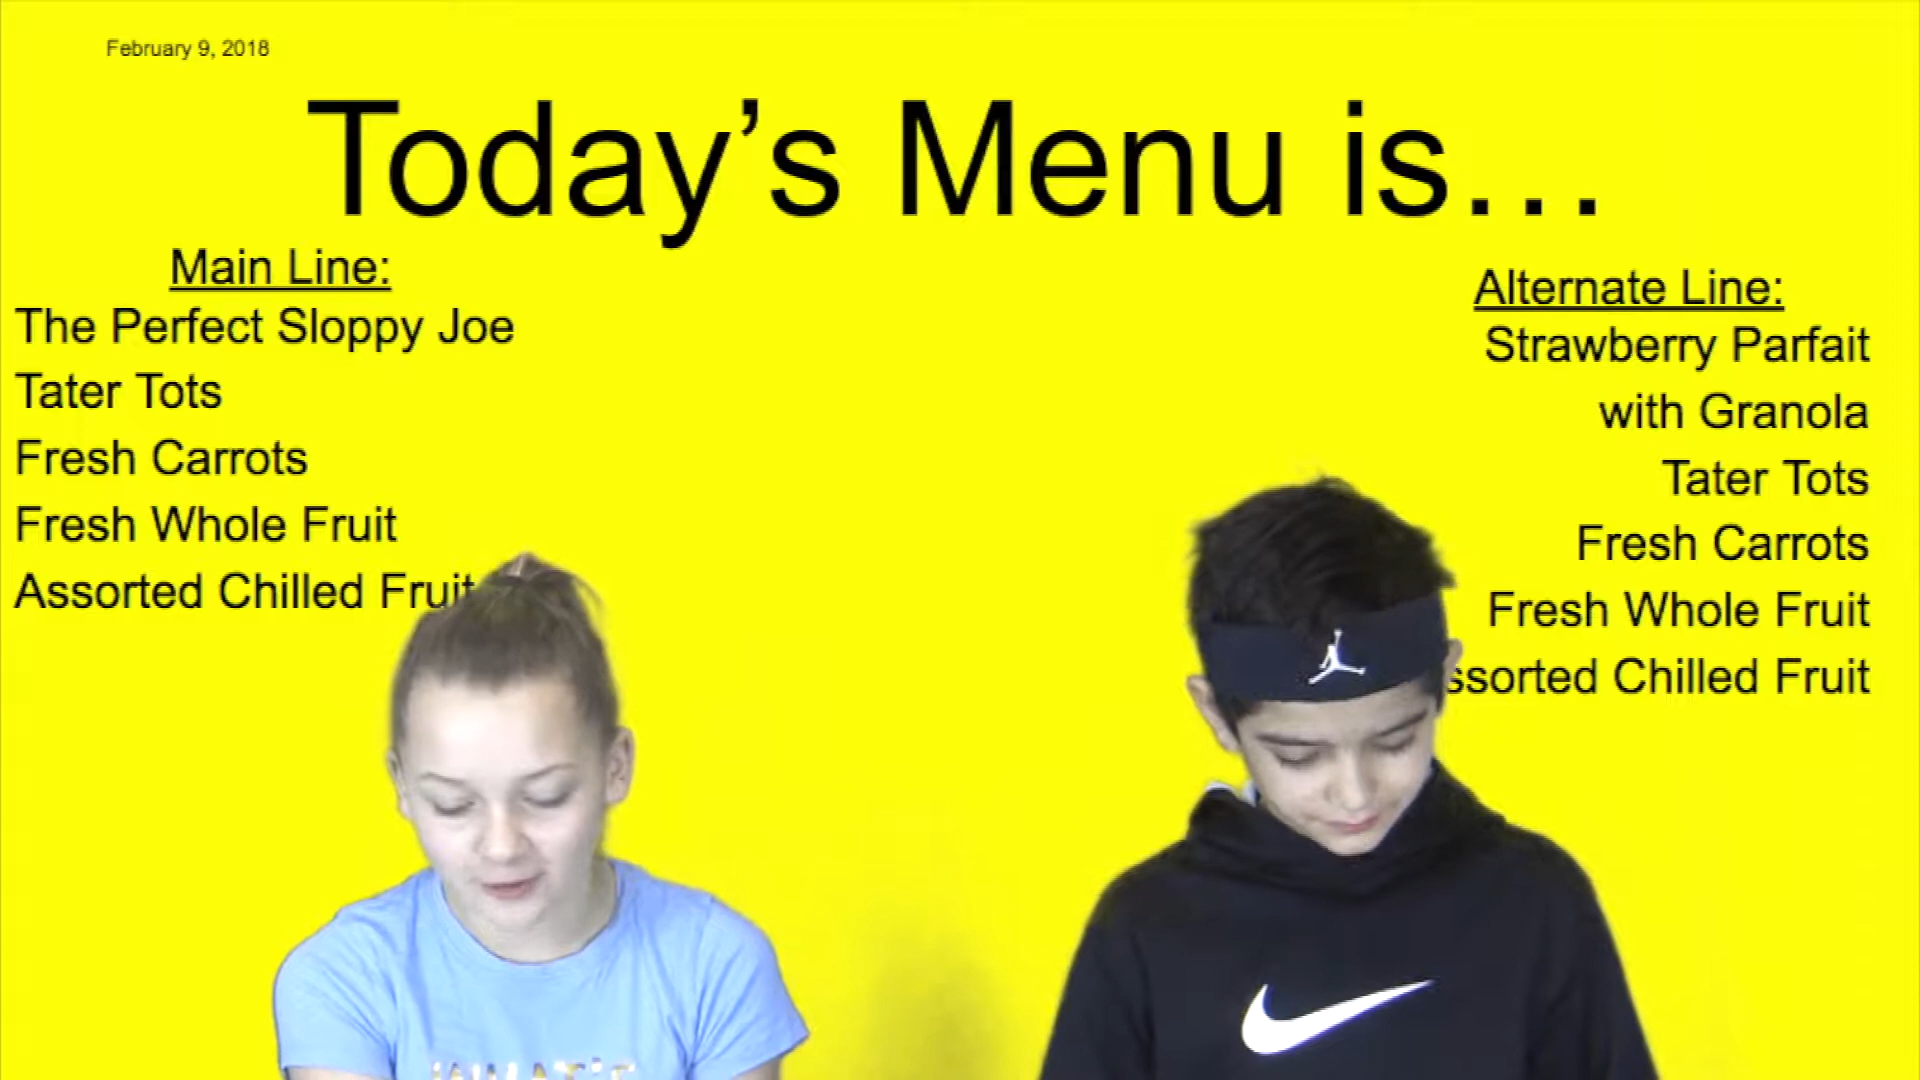 February 9, 2018
Today's Menu is...
Main Line:
The Perfect Sloppy Joe
Tater Tots
Fresh Carrots
Fresh Whole Fruit
Assorted Chilled Fruit
Alternate Line:
Strawberry Parfait
with Granola
Tater Tots
Fresh Carrots
Fresh Whole Fruit
ssorted Chilled Fruit